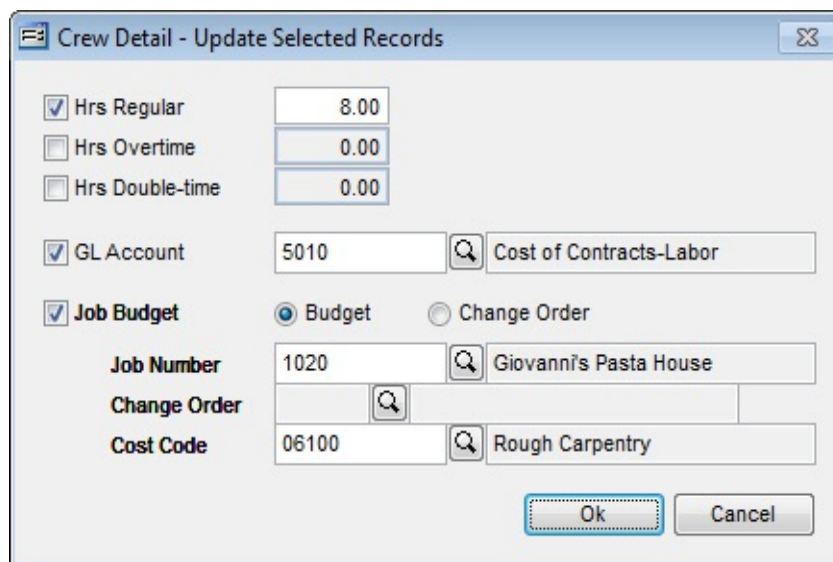 Crew Detail - Update Selected Records
Hrs Regular 8.00
Hrs Overtime 0.00
Hrs Double-time 0.00
GL Account 5010 Cost of Contracts-Labor
Job Budget Budget Change Order
Job Number 1020 Giovanni's Pasta House
Change Order
Cost Code 06100 Rough Carpentry
Ok Cancel